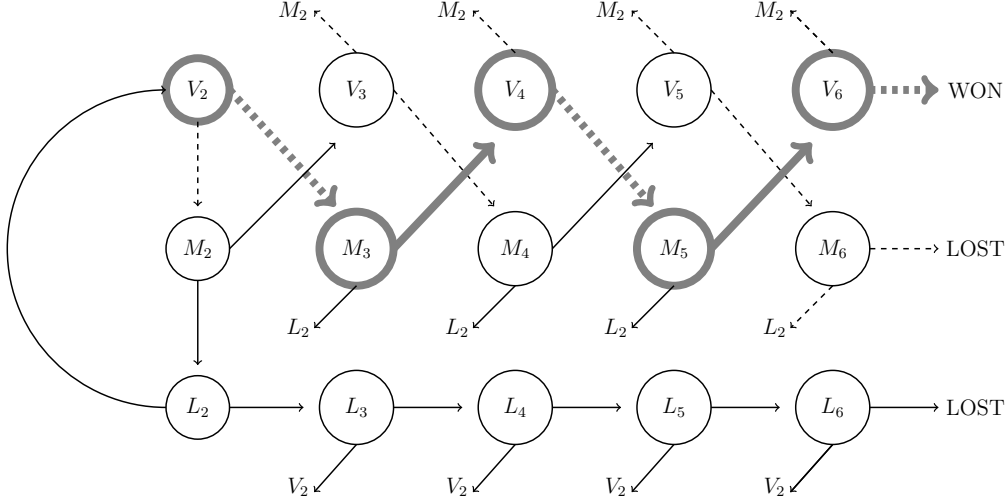 M₂ M₂ M₂ M₂
V₂ V₃ V₄ V₅ V₆ WON
M₂ M₃ M₄ M₅ M₆ LOST
L₂ L₂ L₂ L₂
L₂ L₃ L₄ L₅ L₆ LOST
V₂ V₂ V₂ V₂